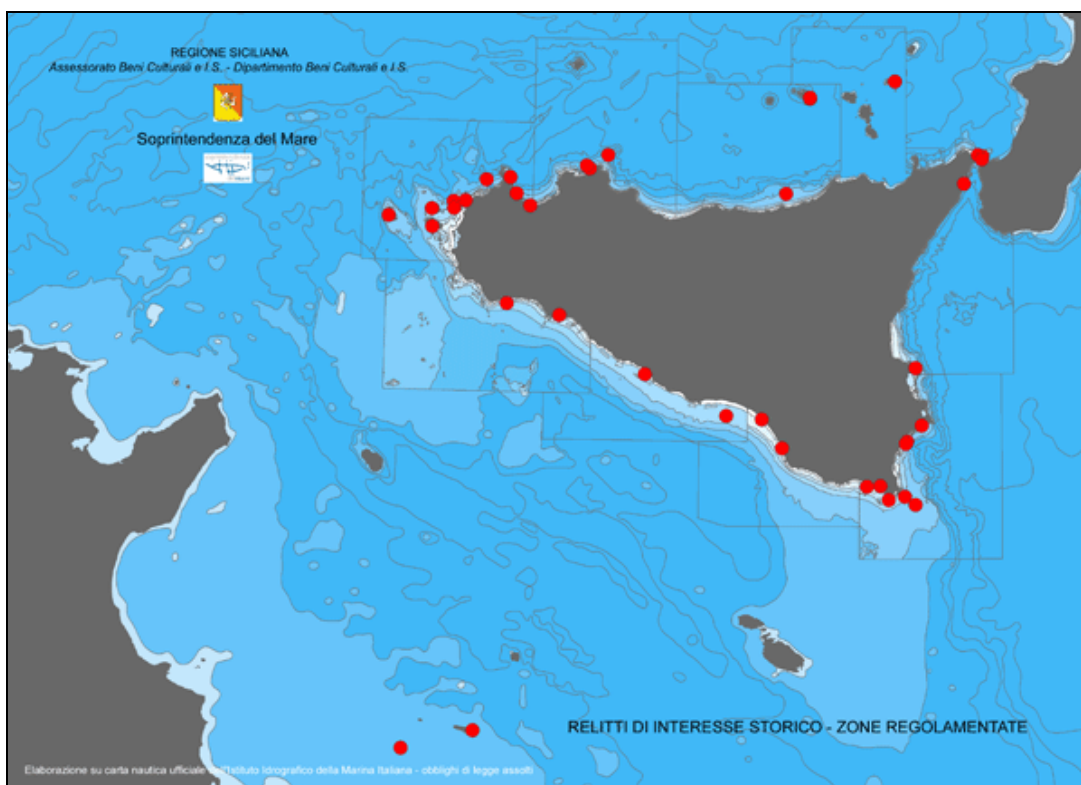 REGIONE SICILIANA
Assessorato Beni Culturali e I.S. - Dipartimento Beni Culturali e I.S.
Soprintendenza del Mare
RELITTI DI INTERESSE STORICO - ZONE REGOLAMENTATE
Elaborazione su carta nautica ufficiale dell'Istituto Idrografico della Marina Italiana - obblighi di legge assolti